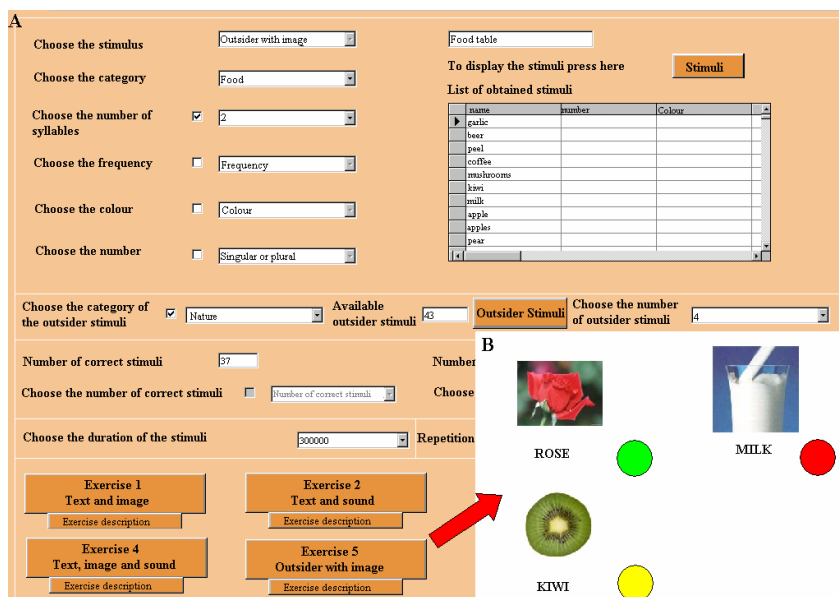 A
Choose the stimulus
Outsider with image
Food table
Choose the category
Food
To display the stimuli press here
Stimuli
List of obtained stimuli
Choose the number of
syllables
2
name number Colour
garlic
beer
peel
coffee
mushrooms
kiwi
milk
apple
apples
pear
Choose the frequency
Frequency
Choose the colour
Colour
Choose the number
Singular or plural
Choose the category of
the outsider stimuli
Nature
Available
outsider stimuli
43
Outsider Stimuli
Choose the number
of outsider stimuli
4
Number of correct stimuli
37
Number
Choose the number of correct stimuli
Number of correct stimuli
Choose
Choose the duration of the stimuli
300000
Repetition
Exercise 1
Text and image
Exercise description
Exercise 2
Text and sound
Exercise description
Exercise 4
Text, image and sound
Exercise description
Exercise 5
Outsider with image
Exercise description
B
ROSE
MILK
KIWI